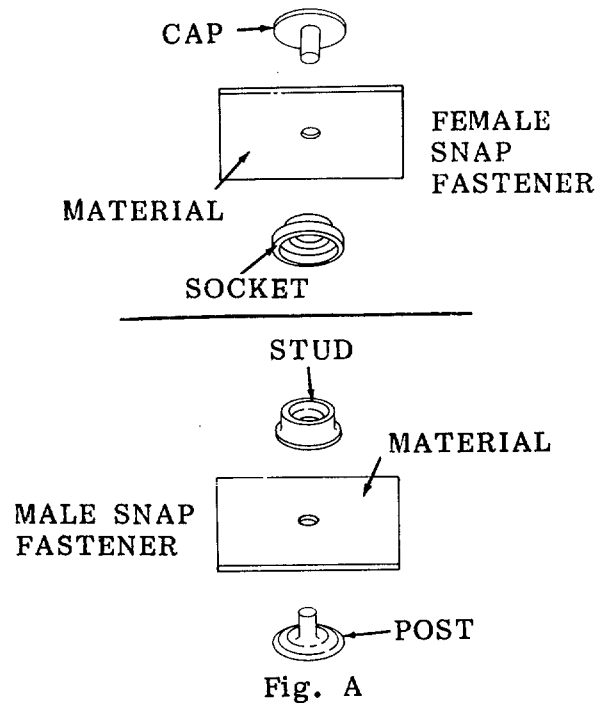 CAP
FEMALE
SNAP
FASTENER
MATERIAL
SOCKET
STUD
MATERIAL
MALE SNAP
FASTENER
POST
Fig. A